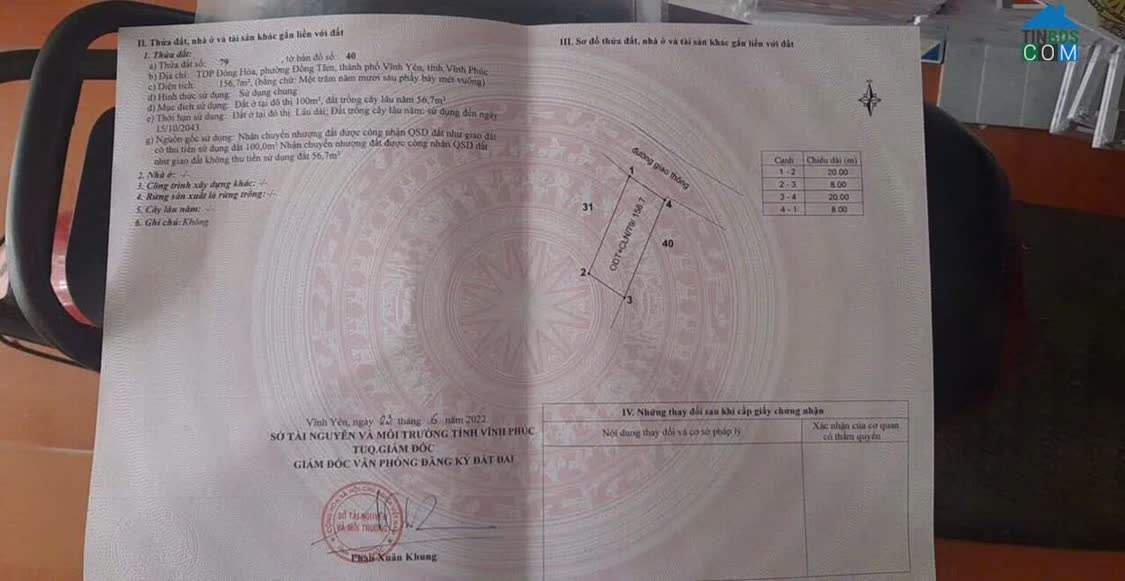 II. Thửa đất, nhà ở và tài sản khác gắn liền với đất
1. Thửa đất:
a) Thửa đất số: 79 , tờ bản đồ số: 40
b) Địa chỉ: TDP Đông Hòa, phường Đồng Tâm, thành phố Vĩnh Yên, tỉnh Vĩnh Phúc
c) Diện tích: 156,7m², (bằng chữ: Một trăm năm mươi sáu phẩy bảy mét vuông)
d) Hình thức sử dụng: Sử dụng chung
đ) Mục đích sử dụng: Đất ở tại đô thị 100m², đất trồng cây lâu năm 56,7m²
e) Thời hạn sử dụng: Đất ở tại đô thị: Lâu dài; Đất trồng cây lâu năm: sử dụng đến ngày
15/10/2043
g) Nguồn gốc sử dụng: Nhận chuyển nhượng đất được công nhận QSD đất như giao đất
có thu tiền sử dụng đất 100,0m² Nhận chuyển nhượng đất được công nhận QSD đất
như giao đất không thu tiền sử dụng đất 56,7m²
2. Nhà ở: -/-
3. Công trình xây dựng khác: -/-
4. Rừng sản xuất là rừng trồng: -/-
5. Cây lâu năm: -/-
6. Ghi chú: Không
Vĩnh Yên, ngày 03 tháng 6 năm 2022
SỞ TÀI NGUYÊN VÀ MÔI TRƯỜNG TỈNH VĨNH PHÚC
TUQ.GIÁM ĐỐC
GIÁM ĐỐC VĂN PHÒNG ĐĂNG KÝ ĐẤT ĐAI
SỞ TÀI NGUYÊN
VÀ MÔI TRƯỜNG
Phan Xuân Khung
III. Sơ đồ thửa đất, nhà ở và tài sản khác gắn liền với đất
đường giao thông
1
4
31
ODT+CLN/79/ 156.7
40
2
3
Cạnh Chiều dài (m)
1 - 2 20.00
2 - 3 8.00
3 - 4 20.00
4 - 1 8.00
IV. Những thay đổi sau khi cấp giấy chứng nhận
Nội dung thay đổi và cơ sở pháp lý
Xác nhận của cơ quan
có thẩm quyền
TINBDS
COM